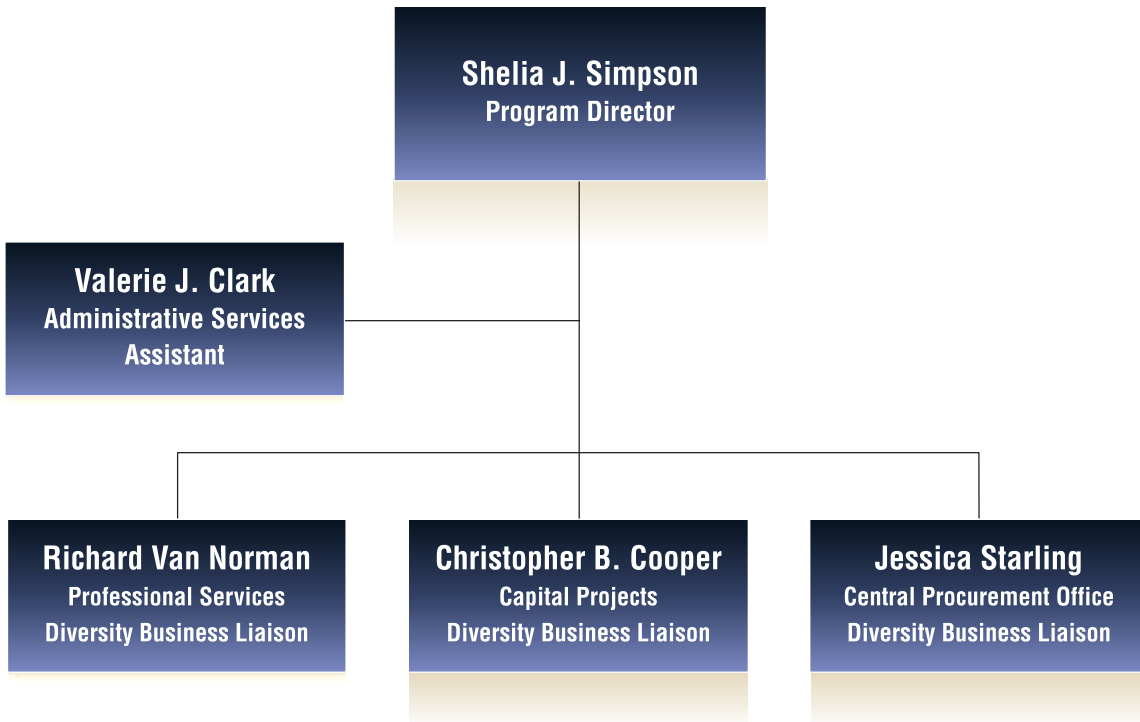 Shelia J. Simpson
Program Director
Valerie J. Clark
Administrative Services
Assistant
Richard Van Norman
Professional Services
Diversity Business Liaison
Christopher B. Cooper
Capital Projects
Diversity Business Liaison
Jessica Starling
Central Procurement Office
Diversity Business Liaison